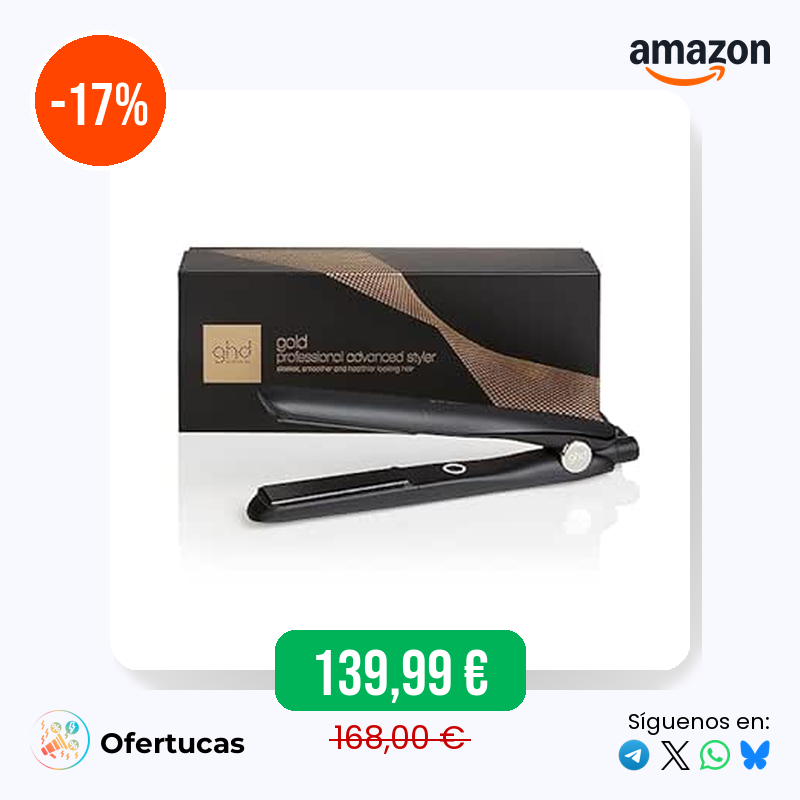 -17%
amazon
ghd
gold
professional advanced styler
sleeker, smoother and healthier looking hair
ghd
139,99 €
168,00 €
Ofertucas
Síguenos en: